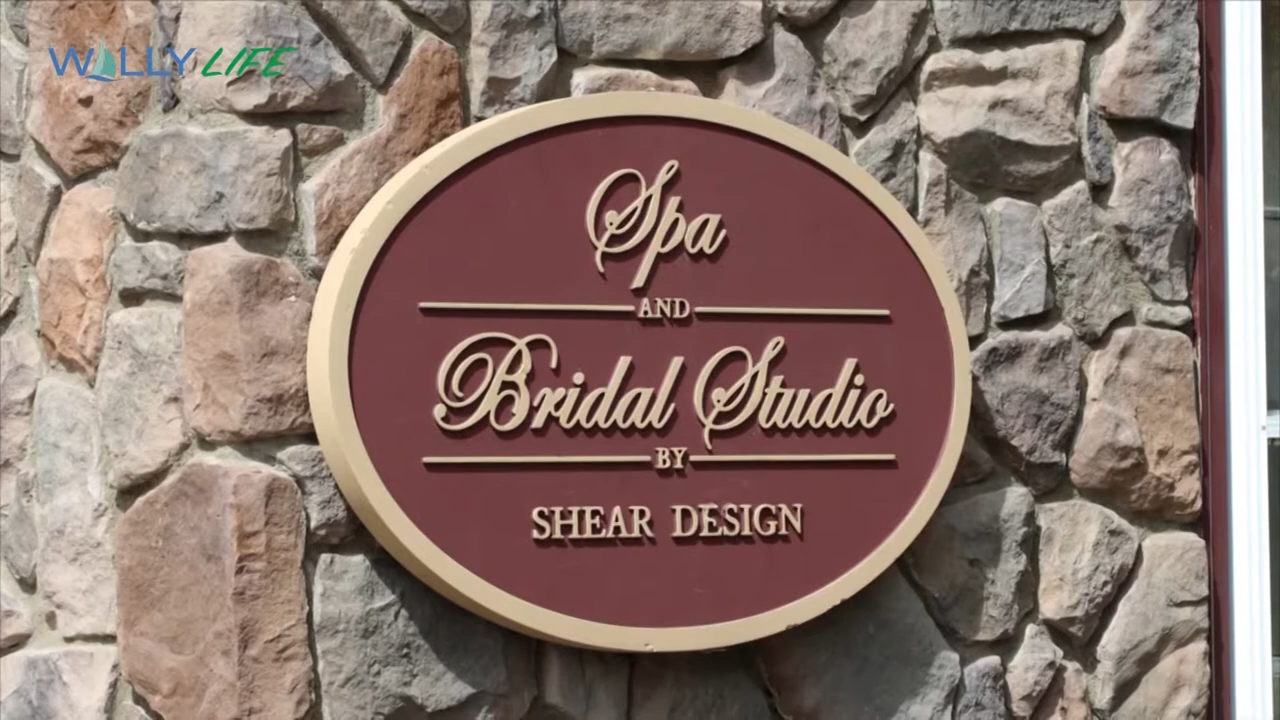 WALLY LIFE
Spa
AND
Bridal Studio
BY
SHEAR DESIGN